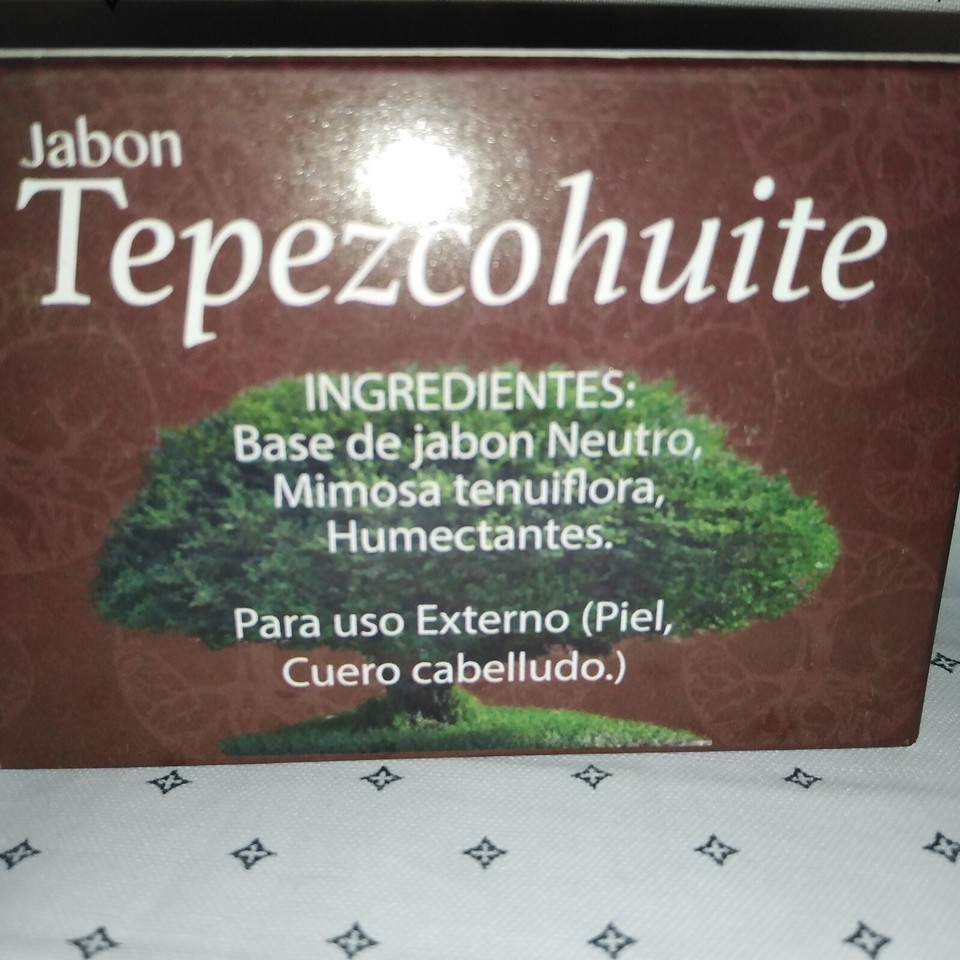 Jabon
Tepezcohuite
INGREDIENTES:
Base de jabon Neutro,
Mimosa tenuiflora,
Humectantes.
Para uso Externo (Piel,
Cuero cabelludo.)